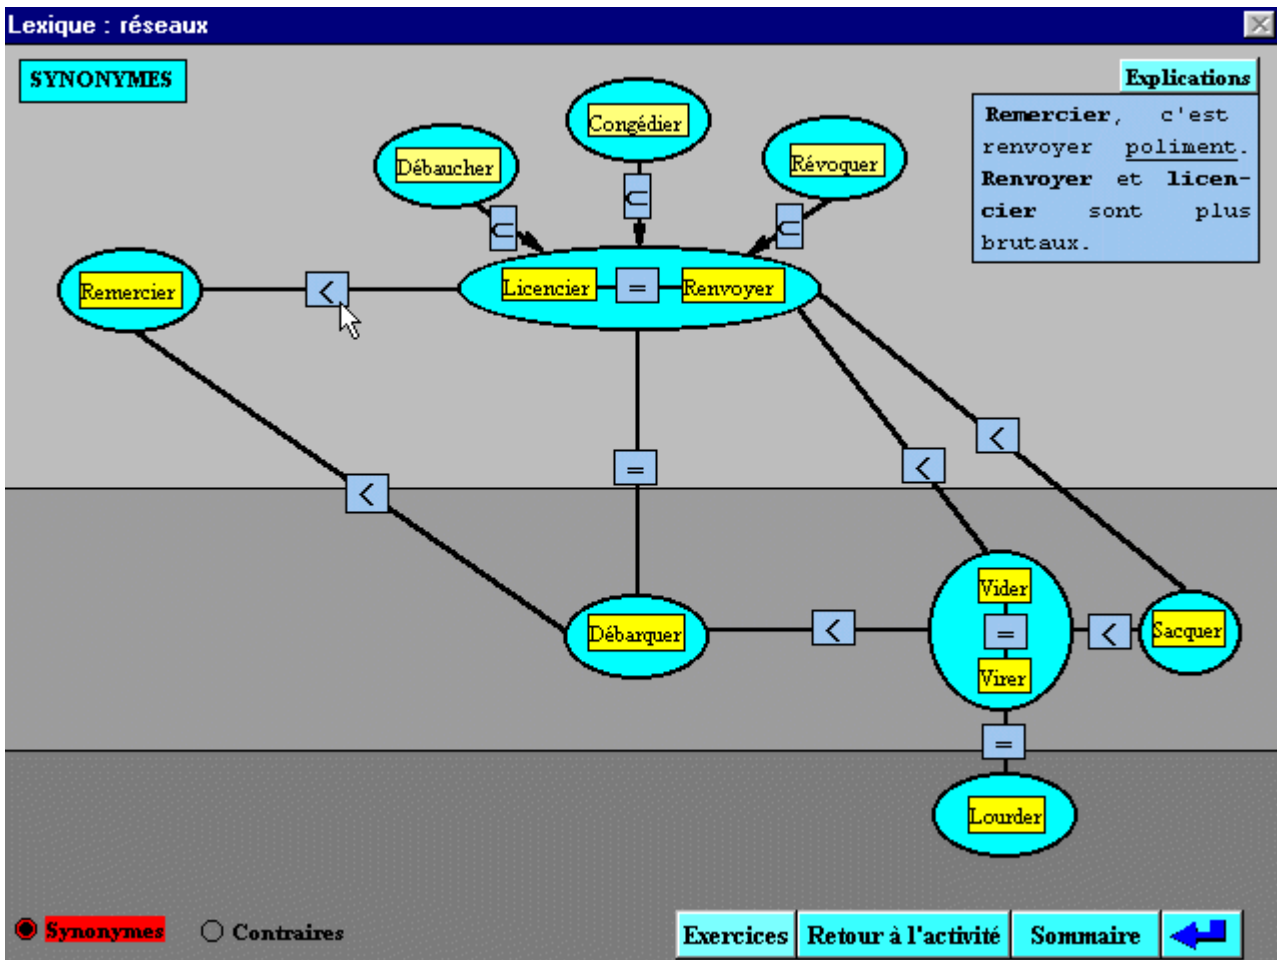 Lexique : réseaux
SYNONYMES
Explications
Remercier, c'est
renvoyer poliment.
Renvoyer et licen-
cier sont plus
brutaux.
Congédier
Débaucher
Révoquer
⊂
⊂
⊂
Remercier
<
Licencier
=
Renvoyer
<
=
<
<
Vider
Débarquer
<
=
<
Sacquer
Virer
=
Lourder
Synonymes
Contraires
Exercices
Retour à l'activité
Sommaire